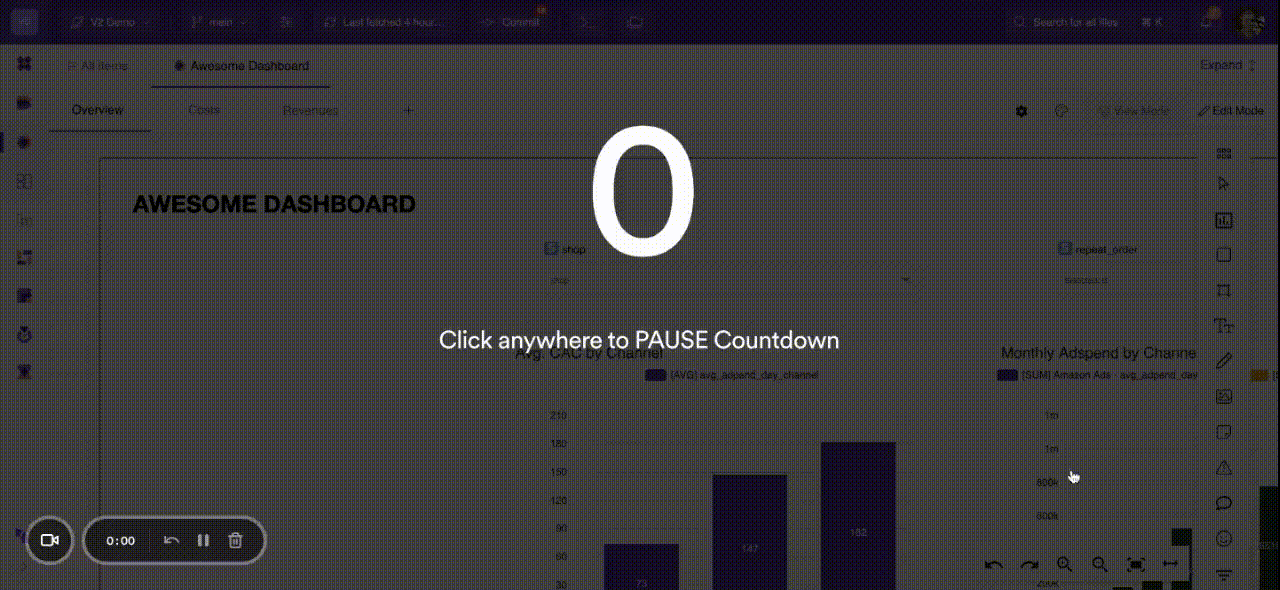 V2 Demo main Last fetched 4 hour... Commit Search for all files ⌘ K
All items Awesome Dashboard Expand
Overview Costs Revenues + View Mode Edit Mode
0
AWESOME DASHBOARD
shop repeat_order
shop
Click anywhere to PAUSE Countdown
Avg. CAC by Channel Monthly Adspend by Channe
[AVG] avg_adpend_day_channel [SUM] Amazon Ads - avg_adpend_day
210 1m
180 1m
150 800k
120 600k
90
60
30 200k
182
147
73
0:00